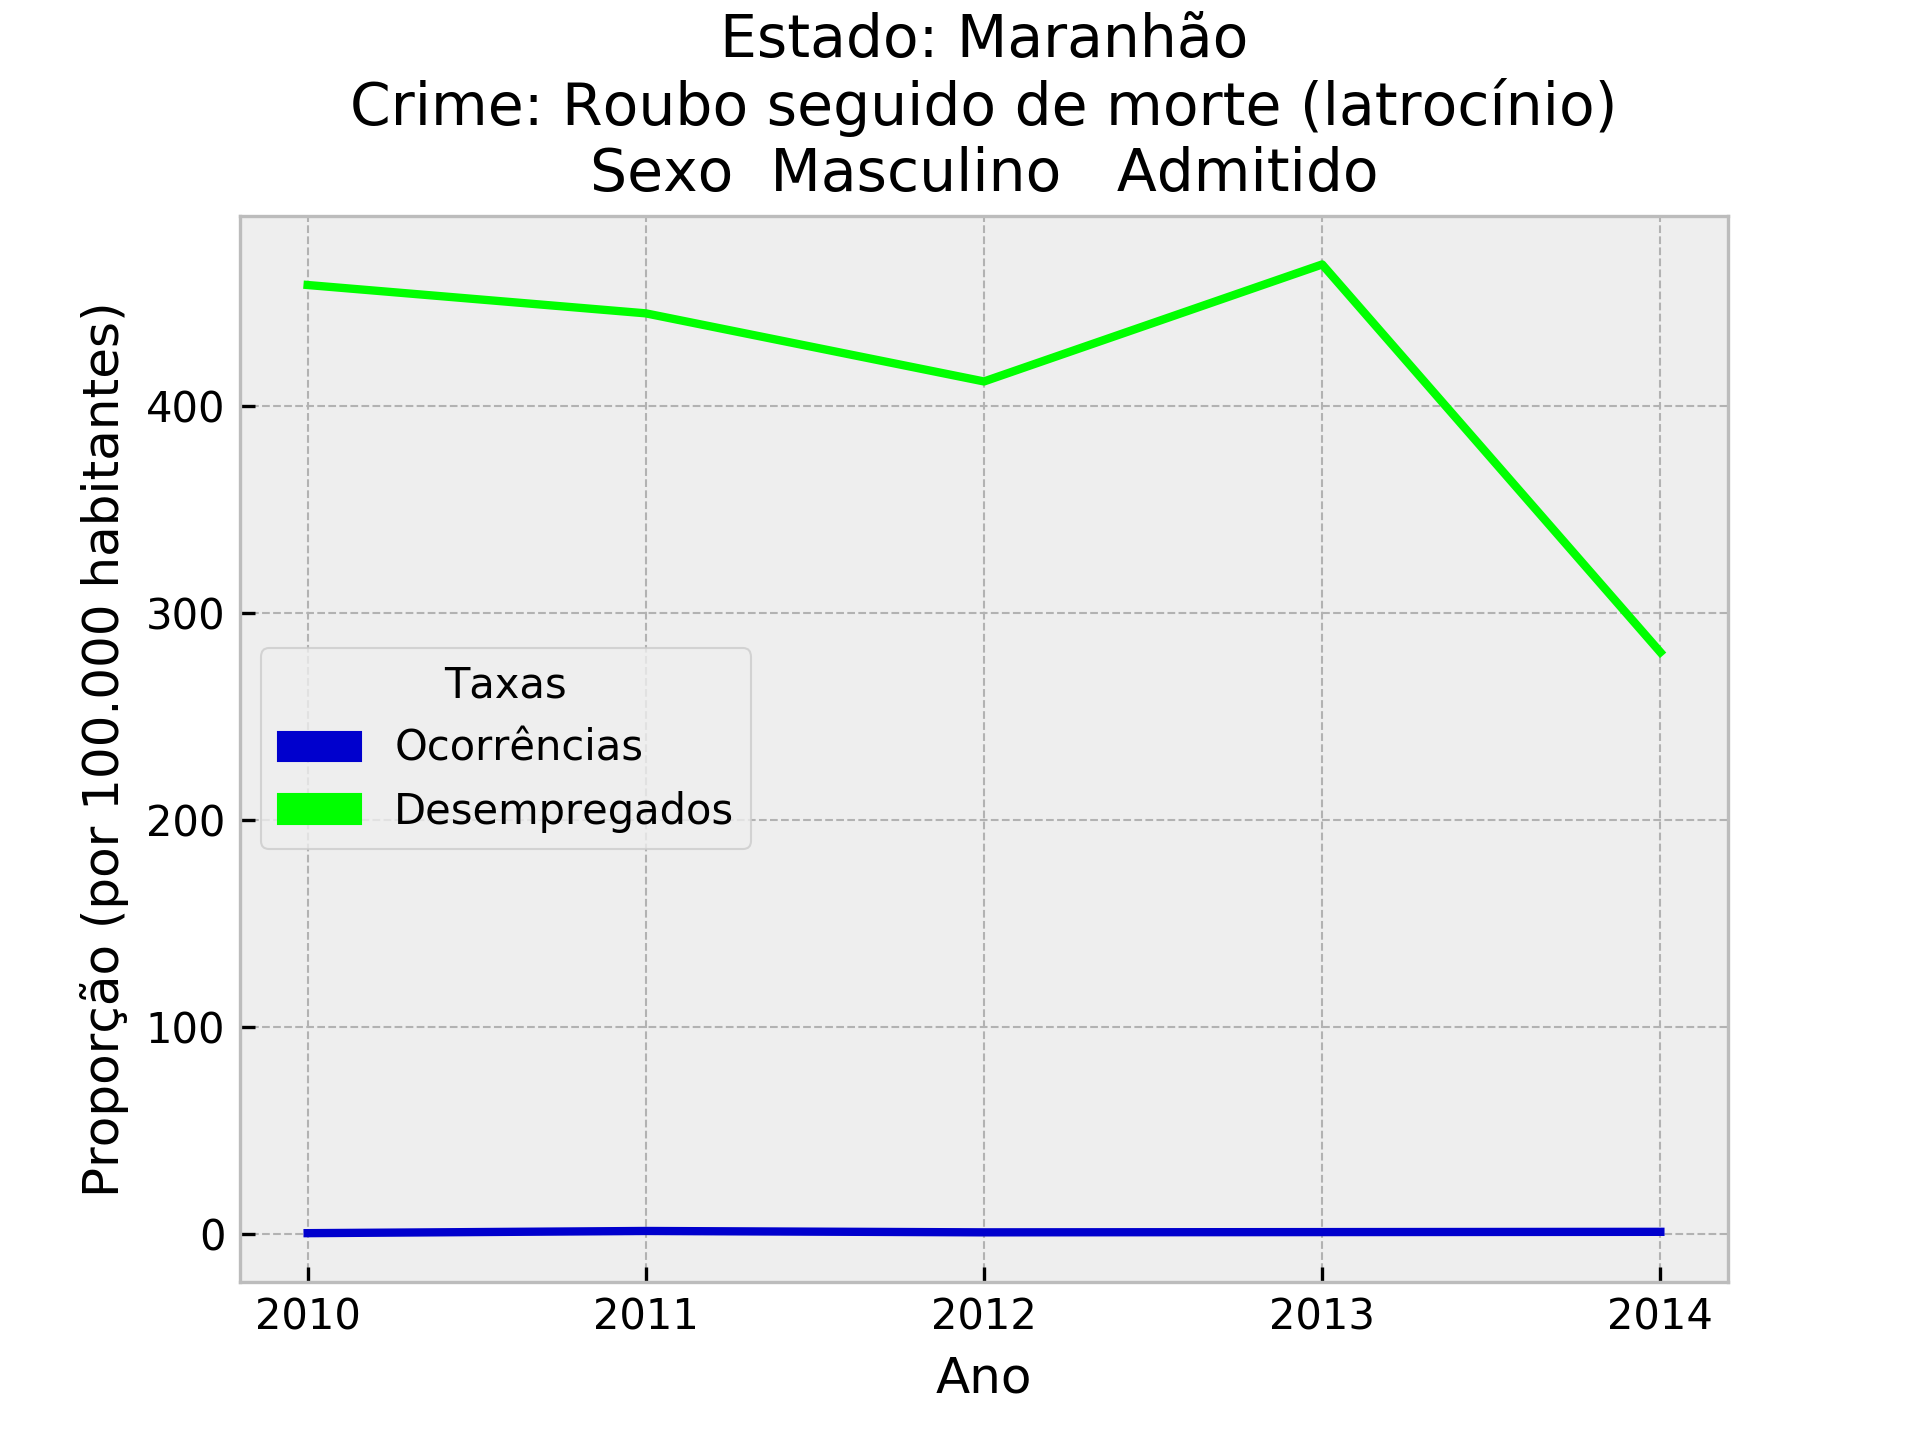 Estado: Maranhão
Crime: Roubo seguido de morte (latrocínio)
Sexo  Masculino   Admitido
Proporção (por 100.000 habitantes)
400
300
200
100
0
Taxas
Ocorrências
Desempregados
2010 2011 2012 2013 2014
Ano